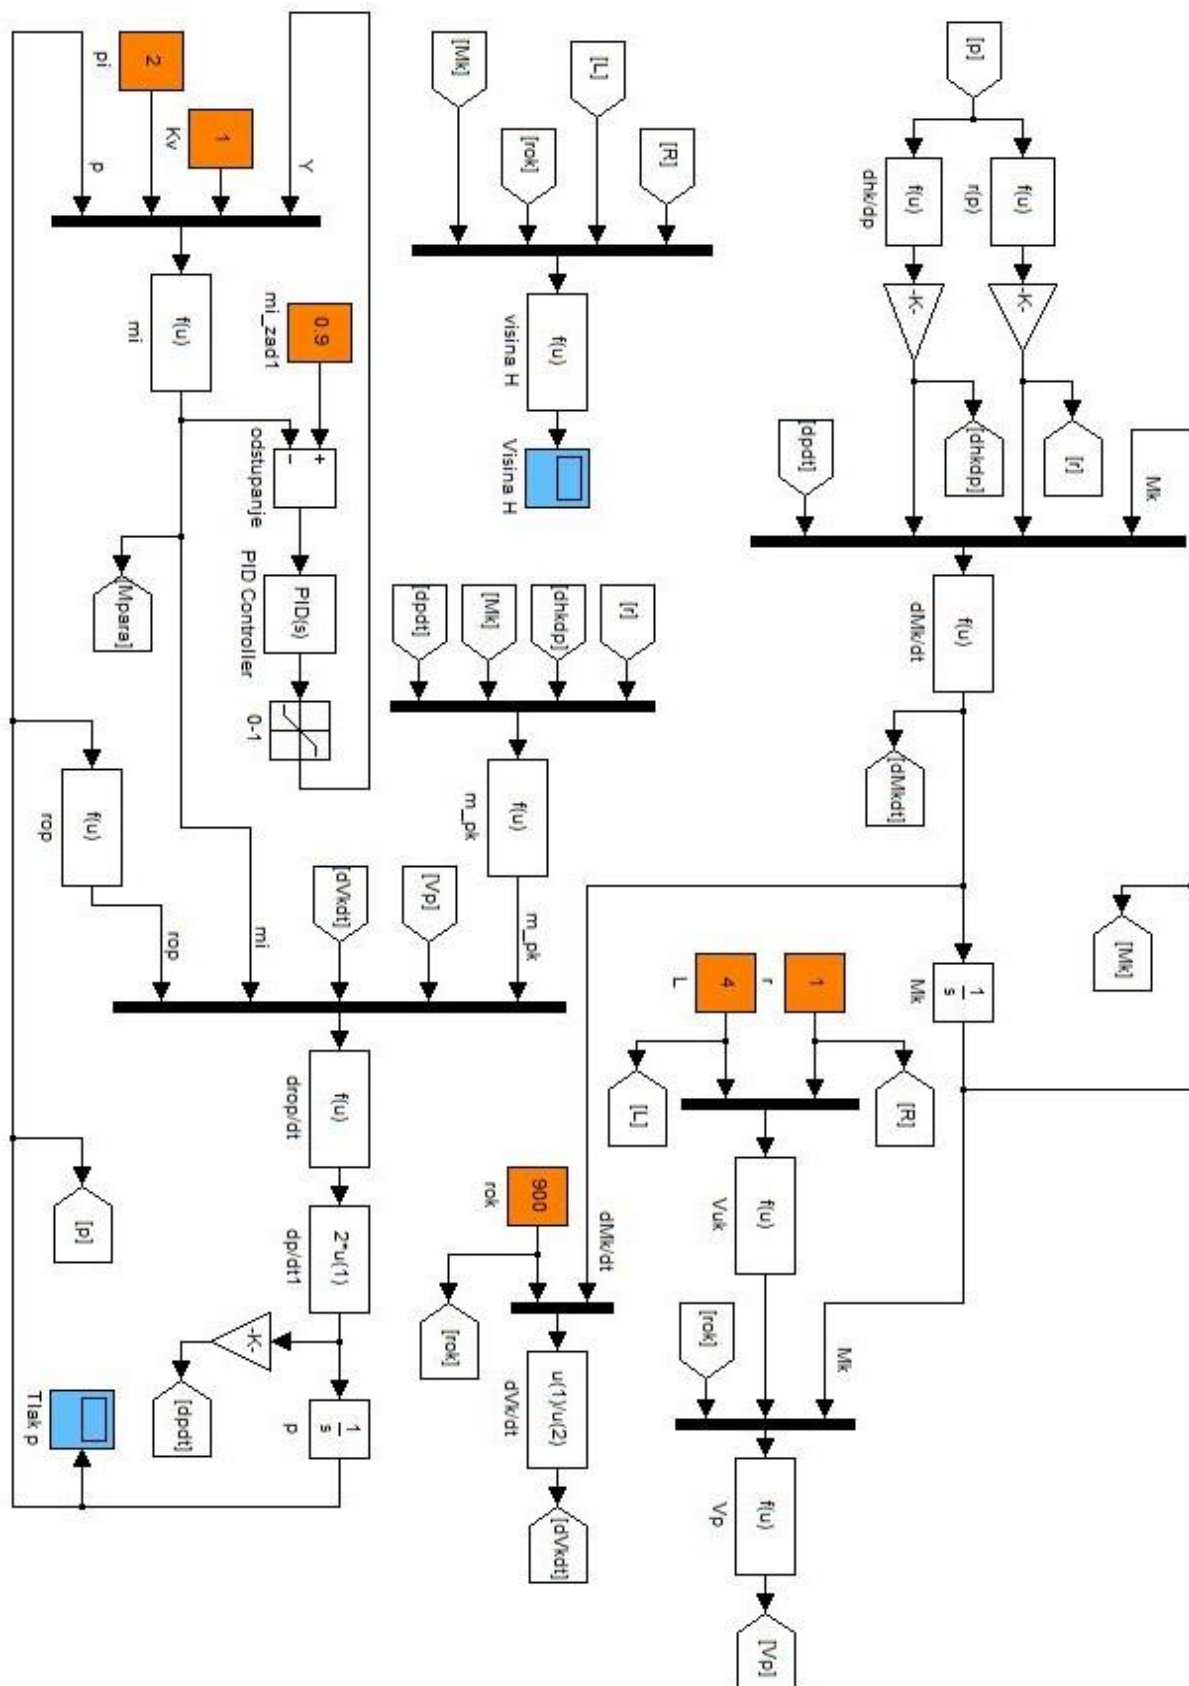 Mk
[Mk]
[r]
f(u)
-K-
[p]
r(p)
[dhkdp]
f(u)
dMk/dt
1
s
Mk
[R]
f(u)
-K-
dhk/dp
[dMkdt]
Mk
[dpdt]
1
r
f(u)
Vp
[Vp]
4
L
f(u)
Vuk
[rok]
[R]
[L]
[L]
dMk/dt
[r]
[rok]
f(u)
visina H
Visina H
[dhkdp]
[Mk]
[Mk]
[dpdt]
f(u)
m_pk
m_pk
900
rok
u(1)/u(2)
dVk/dt
[dVkdt]
[rok]
[Vp]
[dVkdt]
f(u)
drop/dt
2*u(1)
dp/dt1
1
s
p
-K-
[dpdt]
Y
0.9
mi_zad1
+
-
odstupanje
PID(s)
PID Controller
0-1
1
Kv
2
pi
p
f(u)
mi
mi
[Mpara]
f(u)
rop
rop
[p]
Tlak p